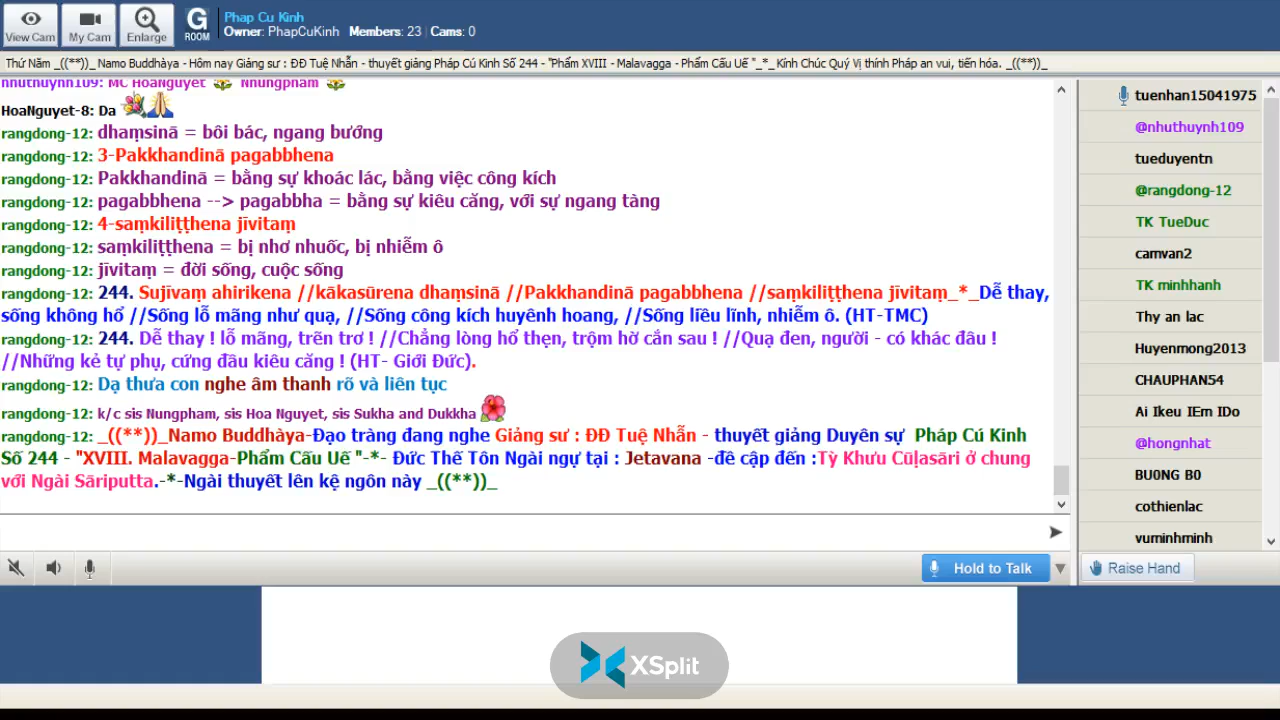 View Cam
My Cam
Enlarge
G
ROOM
Phap Cu Kinh
Owner: PhapCuKinh Members: 23 Cams: 0
Thứ Năm _((**))_ Namo Buddhàya - Hôm nay Giảng sư : ĐĐ Tuệ Nhẫn - thuyết giảng Pháp Cú Kinh Số 244 - "Phẩm XVIII - Malavagga - Phẩm Cấu Uế "_*_ Kính Chúc Quý Vị thính Pháp an vui, tiến hóa. _((**))_
nhuthuynh109: MC HoaNguyet Nhungpham
HoaNguyet-8: Da
rangdong-12: dhaṃsinā = bôi bác, ngang bướng
rangdong-12: 3-Pakkhandinā pagabbhena
rangdong-12: Pakkhandinā = bằng sự khoác lác, bằng việc công kích
rangdong-12: pagabbhena --> pagabbha = bằng sự kiêu căng, với sự ngang tàng
rangdong-12: 4-saṃkiliṭṭhena jīvitaṃ
rangdong-12: saṃkiliṭṭhena = bị nhơ nhuốc, bị nhiễm ô
rangdong-12: jīvitaṃ = đời sống, cuộc sống
rangdong-12: 244. Sujīvaṃ ahirikena //kākasūrena dhaṃsinā //Pakkhandinā pagabbhena //saṃkiliṭṭhena jīvitaṃ_*_Dễ thay,
sống không hổ //Sống lỗ mãng như quạ, //Sống công kích huyênh hoang, //Sống liều lĩnh, nhiễm ô. (HT-TMC)
rangdong-12: 244. Dễ thay ! lỗ mãng, trẽn trơ ! //Chẳng lòng hổ thẹn, trộm hờ cắn sau ! //Quạ đen, người - có khác đâu !
//Những kẻ tự phụ, cứng đầu kiêu căng ! (HT- Giới Đức).
rangdong-12: Dạ thưa con nghe âm thanh rõ và liên tục
rangdong-12: k/c sis Nungpham, sis Hoa Nguyet, sis Sukha and Dukkha
rangdong-12: _((**))_Namo Buddhàya-Đạo tràng đang nghe Giảng sư : ĐĐ Tuệ Nhẫn - thuyết giảng Duyên sự Pháp Cú Kinh
Số 244 - "XVIII. Malavagga-Phẩm Cấu Uế "-*- Đức Thế Tôn Ngài ngự tại : Jetavana -đề cập đến :Tỳ Khưu Cūḷasāri ở chung
với Ngài Sāriputta.-*-Ngài thuyết lên kệ ngôn này _((**))_
tuenhan15041975
@nhuthuynh109
tueduyentn
@rangdong-12
TK TueDuc
camvan2
TK minhhanh
Thy an lac
Huyenmong2013
CHAUPHAN54
Ai Ikeu IEm IDo
@hongnhat
BU0NG B0
cothienlac
vuminhminh
Hold to Talk
Raise Hand
XSplit